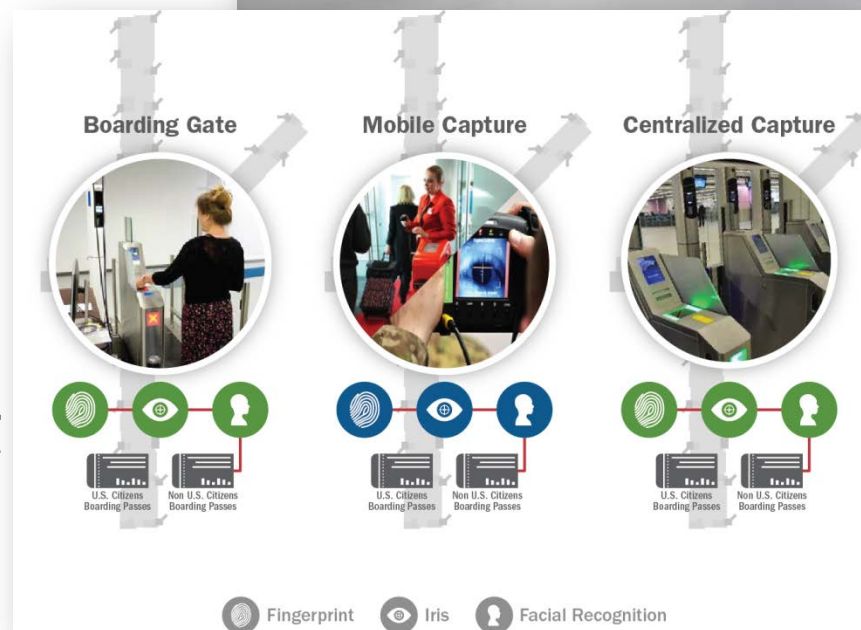 Boarding Gate
Mobile Capture
Centralized Capture
U.S. Citizens
Boarding Passes
Non U.S. Citizens
Boarding Passes
U.S. Citizens
Boarding Passes
Non U.S. Citizens
Boarding Passes
U.S. Citizens
Boarding Passes
Non U.S. Citizens
Boarding Passes
Fingerprint
Iris
Facial Recognition